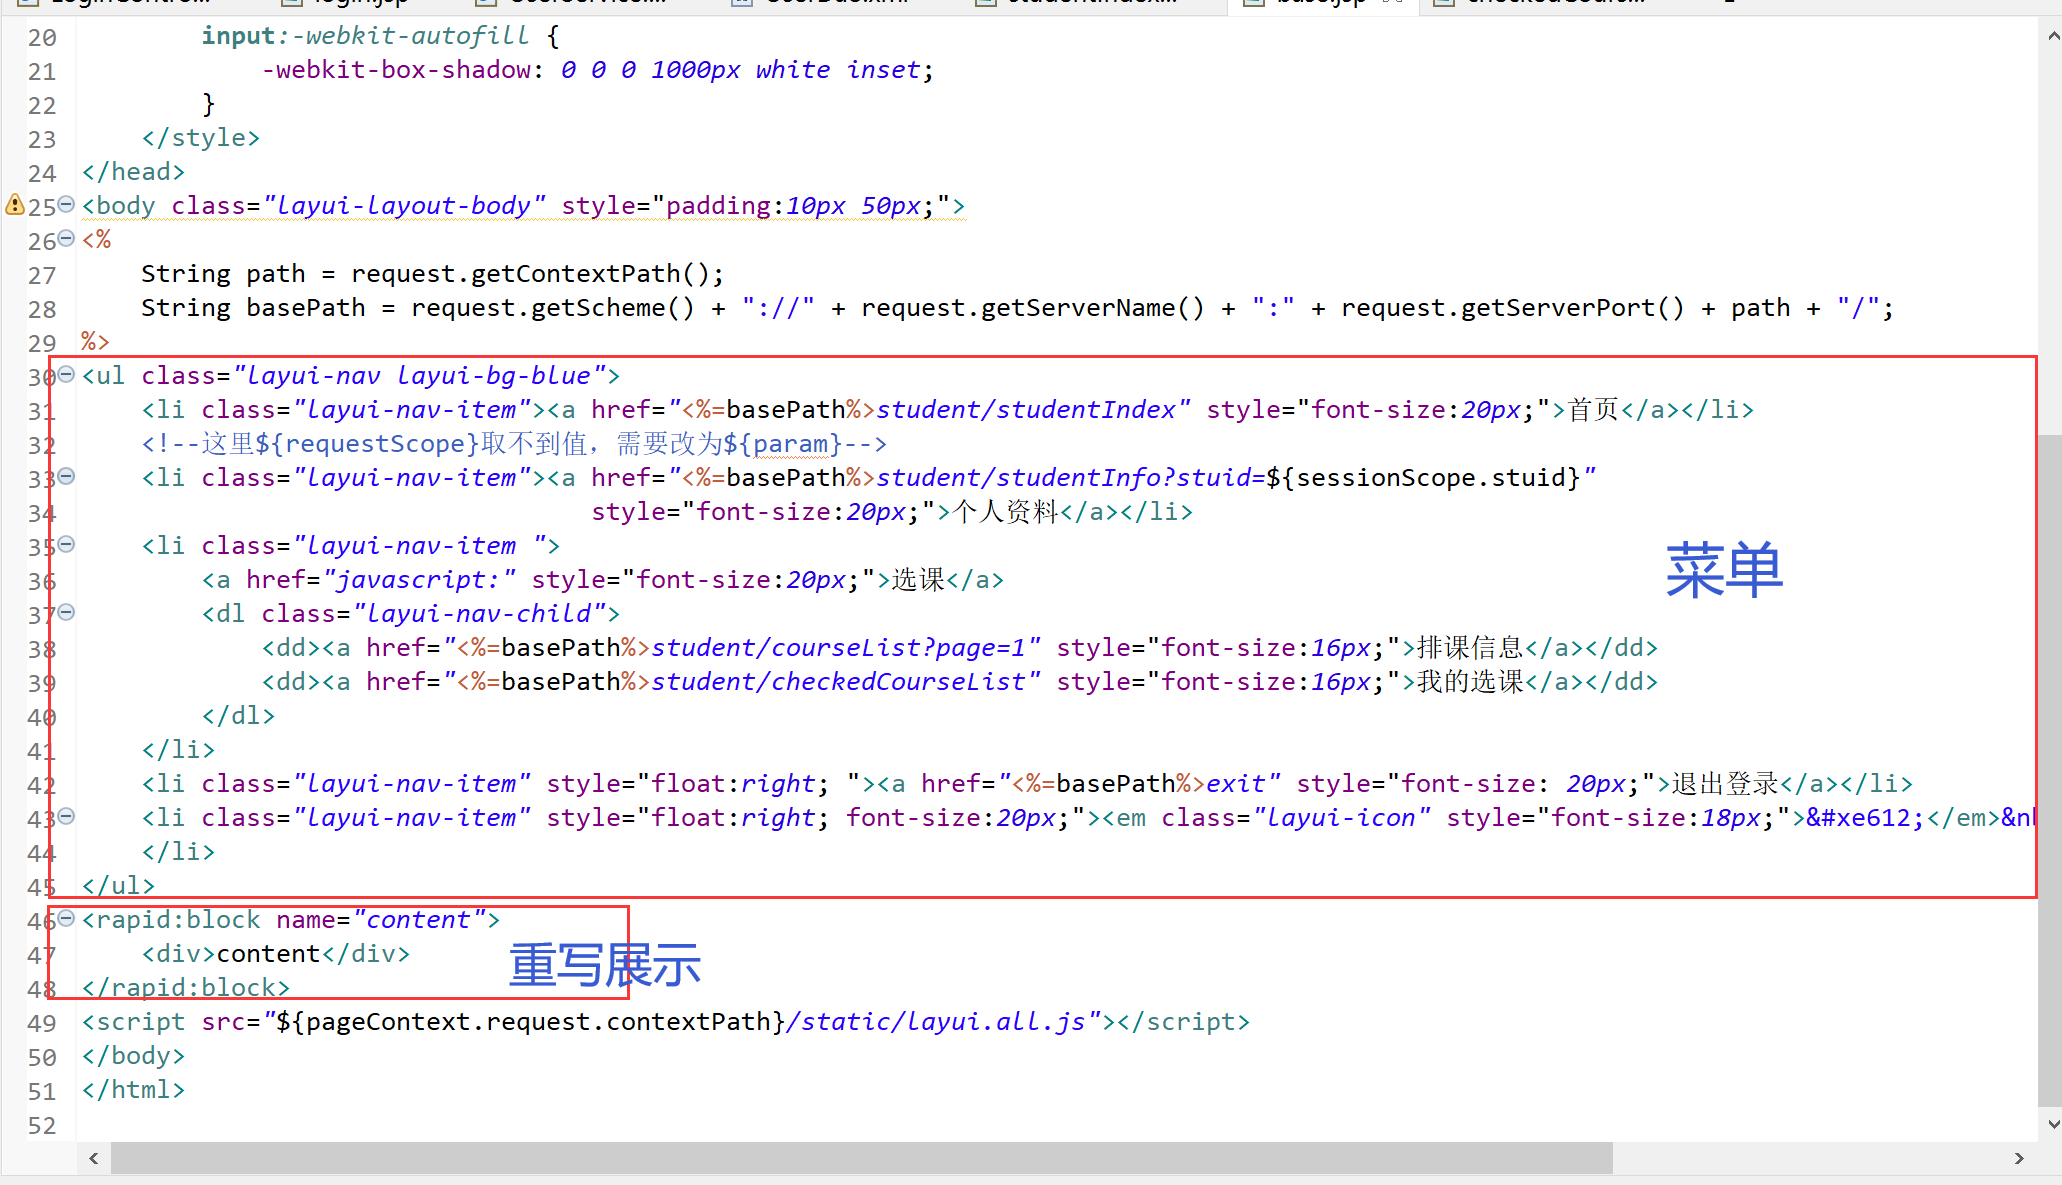 base.jsp
20 input:-webkit-autofill {
21 -webkit-box-shadow: 0 0 0 1000px white inset;
22 }
23 </style>
24 </head>
25 <body class="layui-layout-body" style="padding:10px 50px;">
26 <%
27 String path = request.getContextPath();
28 String basePath = request.getScheme() + "://" + request.getServerName() + ":" + request.getServerPort() + path + "/";
29 %>
30 <ul class="layui-nav layui-bg-blue">
31 <li class="layui-nav-item"><a href="<%=basePath%>student/studentIndex" style="font-size:20px;">首页</a></li>
32 <!--这里${requestScope}取不到值，需要改为${param}-->
33 <li class="layui-nav-item"><a href="<%=basePath%>student/studentInfo?stuid=${sessionScope.stuid}"
34 style="font-size:20px;">个人资料</a></li>
35 <li class="layui-nav-item ">
36 <a href="javascript:" style="font-size:20px;">选课</a>
菜单
37 <dl class="layui-nav-child">
38 <dd><a href="<%=basePath%>student/courseList?page=1" style="font-size:16px;">排课信息</a></dd>
39 <dd><a href="<%=basePath%>student/checkedCourseList" style="font-size:16px;">我的选课</a></dd>
40 </dl>
41 </li>
42 <li class="layui-nav-item" style="float:right; "><a href="<%=basePath%>exit" style="font-size: 20px;">退出登录</a></li>
43 <li class="layui-nav-item" style="float:right; font-size:20px;"><em class="layui-icon" style="font-size:18px;">&#xe612;</em>&n
44 </li>
45 </ul>
46 <rapid:block name="content">
47 <div>content</div>
重写展示
48 </rapid:block>
49 <script src="${pageContext.request.contextPath}/static/layui.all.js"></script>
50 </body>
51 </html>
52